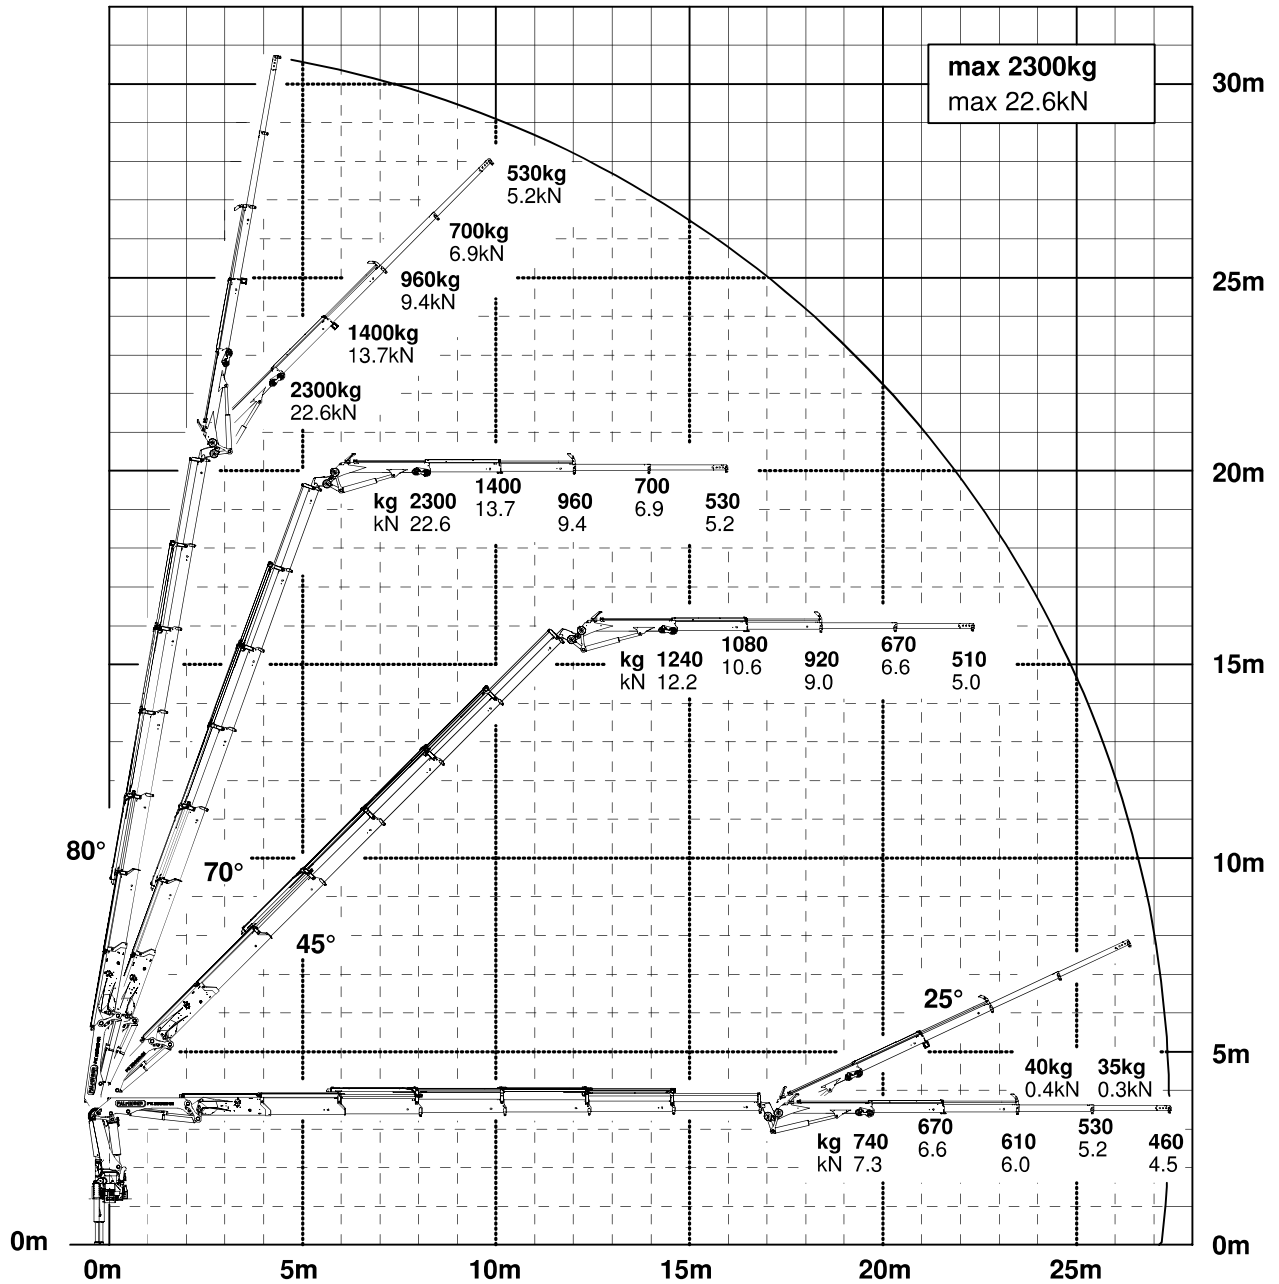 max 2300kg
max 22.6kN
30m
530kg
5.2kN
700kg
6.9kN
960kg
9.4kN
25m
1400kg
13.7kN
2300kg
22.6kN
20m
kg 2300 1400 960 700 530
kN 22.6 13.7 9.4 6.9 5.2
15m
kg 1240 1080 920 670 510
kN 12.2 10.6 9.0 6.6 5.0
80°
70°
10m
45°
25°
5m
40kg 35kg
0.4kN 0.3kN
kg 740 670 610 530 460
kN 7.3 6.6 6.0 5.2 4.5
0m
0m
0m 5m 10m 15m 20m 25m